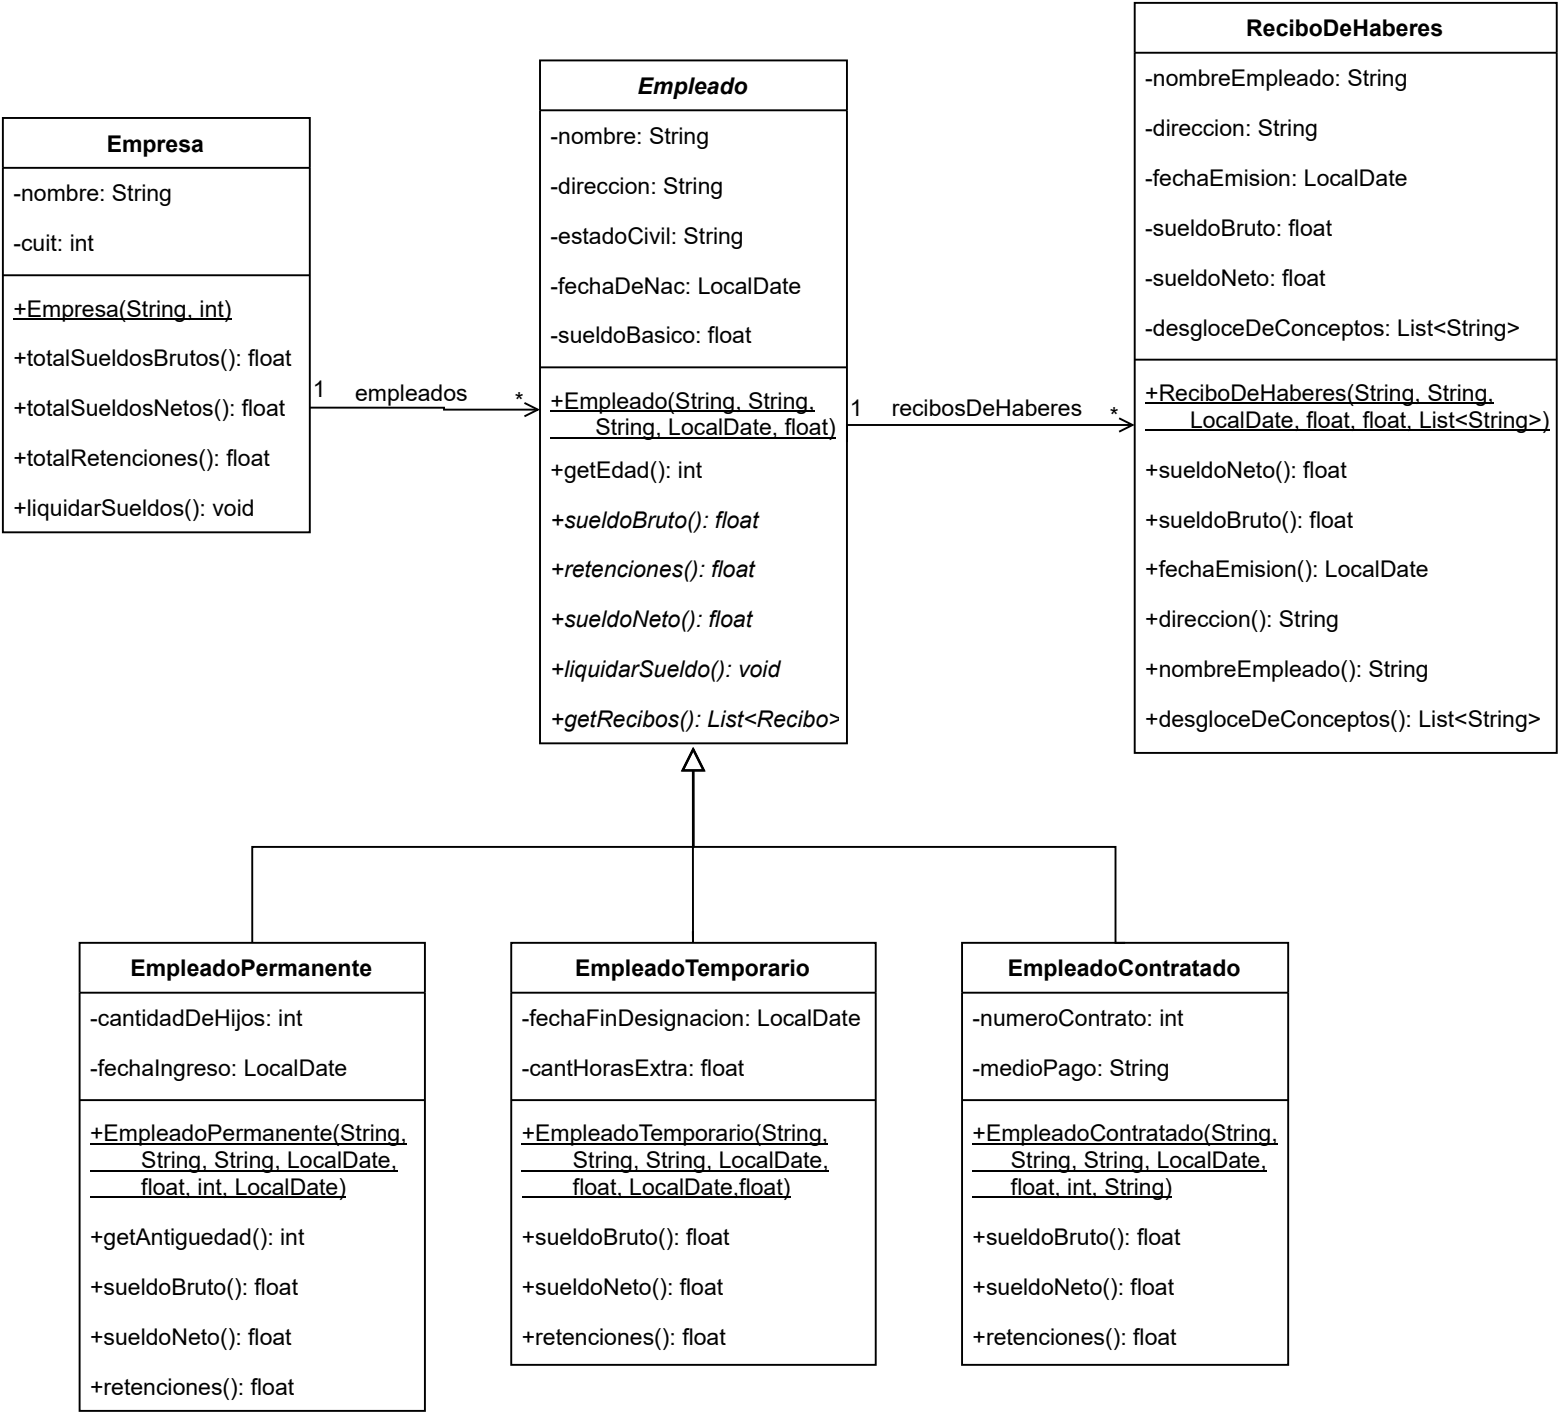 Empresa
-nombre: String
-cuit: int
+Empresa(String, int)
+totalSueldosBrutos(): float
+totalSueldosNetos(): float
+totalRetenciones(): float
+liquidarSueldos(): void
1
empleados
*
Empleado
-nombre: String
-direccion: String
-estadoCivil: String
-fechaDeNac: LocalDate
-sueldoBasico: float
+Empleado(String, String,
String, LocalDate, float)
+getEdad(): int
+sueldoBruto(): float
+retenciones(): float
+sueldoNeto(): float
+liquidarSueldo(): void
+getRecibos(): List<Recibo>
1
recibosDeHaberes
*
ReciboDeHaberes
-nombreEmpleado: String
-direccion: String
-fechaEmision: LocalDate
-sueldoBruto: float
-sueldoNeto: float
-desgloceDeConceptos: List<String>
+ReciboDeHaberes(String, String,
LocalDate, float, float, List<String>)
+sueldoNeto(): float
+sueldoBruto(): float
+fechaEmision(): LocalDate
+direccion(): String
+nombreEmpleado(): String
+desgloceDeConceptos(): List<String>
EmpleadoPermanente
-cantidadDeHijos: int
-fechaIngreso: LocalDate
+EmpleadoPermanente(String,
String, String, LocalDate,
float, int, LocalDate)
+getAntiguedad(): int
+sueldoBruto(): float
+sueldoNeto(): float
+retenciones(): float
EmpleadoTemporario
-fechaFinDesignacion: LocalDate
-cantHorasExtra: float
+EmpleadoTemporario(String,
String, String, LocalDate,
float, LocalDate,float)
+sueldoBruto(): float
+sueldoNeto(): float
+retenciones(): float
EmpleadoContratado
-numeroContrato: int
-medioPago: String
+EmpleadoContratado(String,
String, String, LocalDate,
float, int, String)
+sueldoBruto(): float
+sueldoNeto(): float
+retenciones(): float